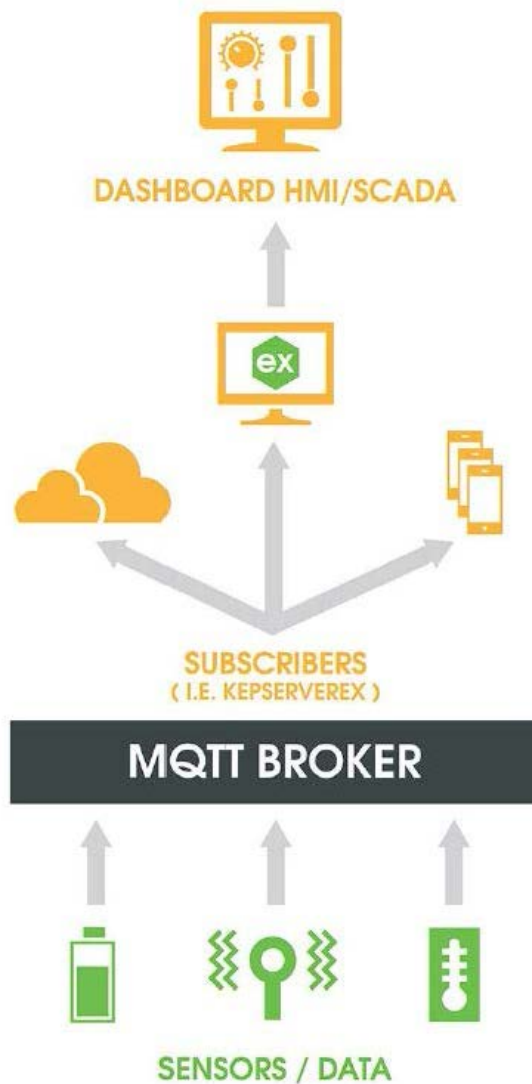 DASHBOARD HMI/SCADA
ex
SUBSCRIBERS
( I.E. KEPSERVEREX )
MQTT BROKER
SENSORS / DATA